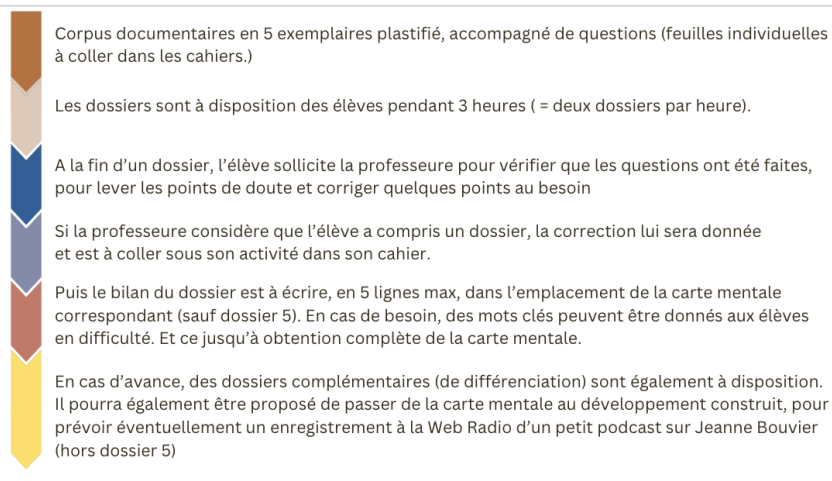 Corpus documentaires en 5 exemplaires plastifié, accompagné de questions (feuilles individuelles
à coller dans les cahiers.)
Les dossiers sont à disposition des élèves pendant 3 heures ( = deux dossiers par heure).
A la fin d’un dossier, l’élève sollicite la professeure pour vérifier que les questions ont été faites,
pour lever les points de doute et corriger quelques points au besoin
Si la professeure considère que l’élève a compris un dossier, la correction lui sera donnée
et est à coller sous son activité dans son cahier.
Puis le bilan du dossier est à écrire, en 5 lignes max, dans l’emplacement de la carte mentale
correspondant (sauf dossier 5). En cas de besoin, des mots clés peuvent être donnés aux élèves
en difficulté. Et ce jusqu’à obtention complète de la carte mentale.
En cas d’avance, des dossiers complémentaires (de différenciation) sont également à disposition.
Il pourra également être proposé de passer de la carte mentale au développement construit, pour
prévoir éventuellement un enregistrement à la Web Radio d’un petit podcast sur Jeanne Bouvier
(hors dossier 5)